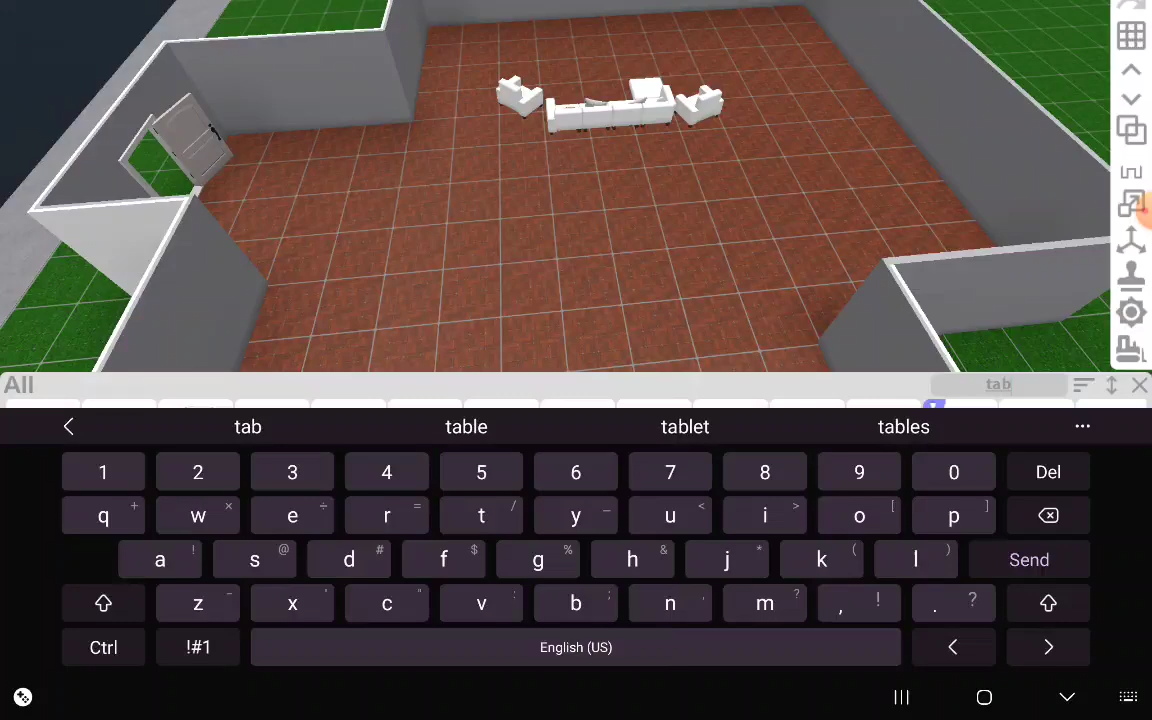 All tab
tab table tablet tables ...
1 2 3 4 5 6 7 8 9 0 Del
q + w × e ÷ r = t / y _ u < i > o [ p ]
a ! s @ d # f $ g % h & j * k ( l ) Send
z - x ' c " v : b ; n , m ? , ! . ?
Ctrl !#1 English (US) < >